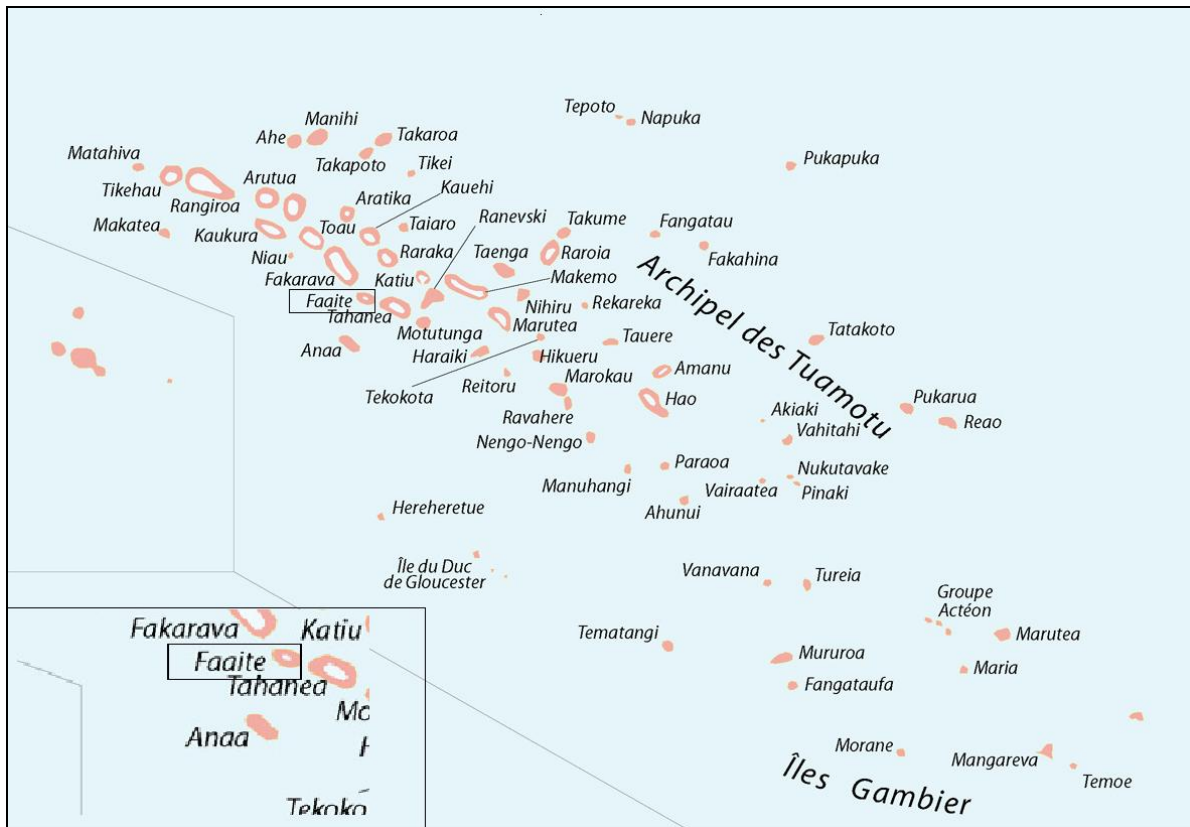 Tepoto
Napuka
Manihi
Ahe
Takaroa
Takapoto
Tikei
Pukapuka
Matahiva
Tikehau
Rangiroa
Arutua
Kauehi
Aratika
Makatea
Kaukura
Toau
Taiaro
Ranevski
Takume
Fangatau
Niau
Raraka
Taenga
Raroia
Fakahina
Fakarava
Katiu
Makemo
Archipel des Tuamotu
Faaite
Tahanea
Nihiru
Rekareka
Motutunga
Marutea
Tauere
Tatakoto
Anaa
Haraiki
Hikueru
Tekokota
Reitoru
Marokau
Amanu
Hao
Ravahere
Akiaki
Pukarua
Reao
Nengo-Nengo
Vahitahi
Paraoa
Manuhangi
Vairaatea
Nukutavake
Pinaki
Ahunui
Hereheretue
Île du Duc
de Gloucester
Vanavana
Tureia
Groupe
Actéon
Tematangi
Marutea
Mururoa
Maria
Fangataufa
Morane
Mangareva
Temoe
Îles Gambier
Fakarava
Katiu
Faaite
Tahanea
Mo
Anaa
H
Tekoko